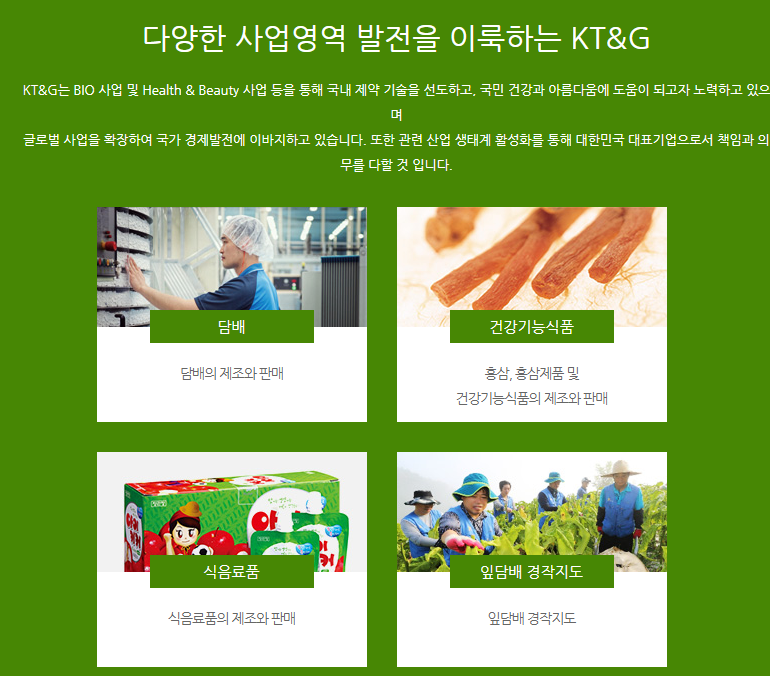 다양한 사업영역 발전을 이룩하는 KT&G
KT&G는 BIO 사업 및 Health & Beauty 사업 등을 통해 국내 제약 기술을 선도하고, 국민 건강과 아름다움에 도움이 되고자 노력하고 있으
며
글로벌 사업을 확장하여 국가 경제발전에 이바지하고 있습니다. 또한 관련 산업 생태계 활성화를 통해 대한민국 대표기업으로서 책임과 의
무를 다할 것 입니다.
담배
담배의 제조와 판매
건강기능식품
홍삼, 홍삼제품 및
건강기능식품의 제조와 판매
식음료품
식음료품의 제조와 판매
잎담배 경작지도
잎담배 경작지도